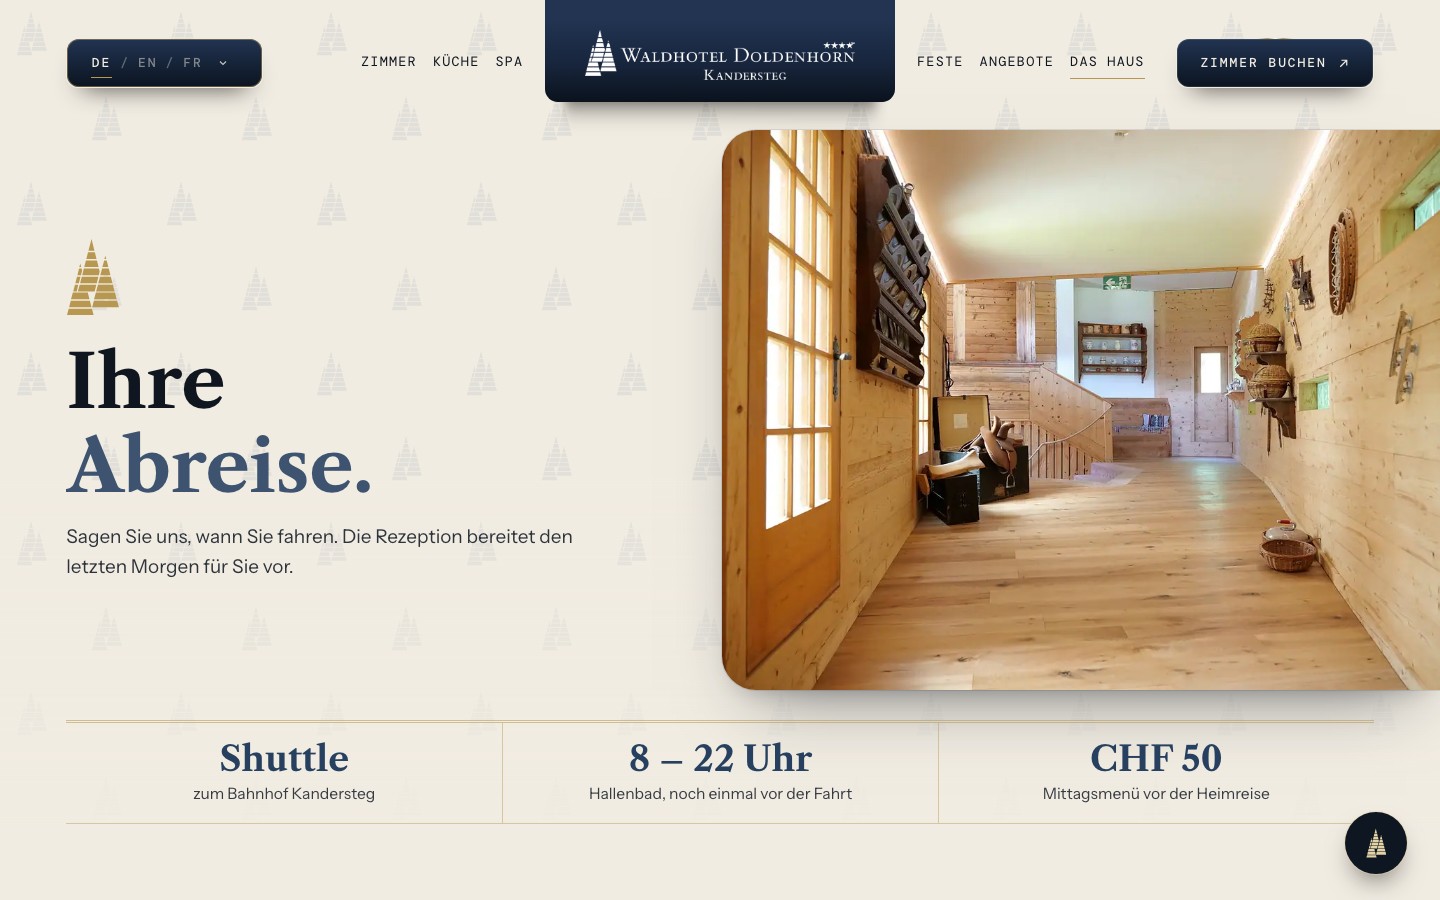 DE / EN / FR
ZIMMER KÜCHE SPA
WALDHOTEL DOLDENHORN
KANDERSTEG
FESTE ANGEBOTE DAS HAUS
ZIMMER BUCHEN
Ihre
Abreise.
Sagen Sie uns, wann Sie fahren. Die Rezeption bereitet den
letzten Morgen für Sie vor.
Shuttle
zum Bahnhof Kandersteg
8 – 22 Uhr
Hallenbad, noch einmal vor der Fahrt
CHF 50
Mittagsmenü vor der Heimreise